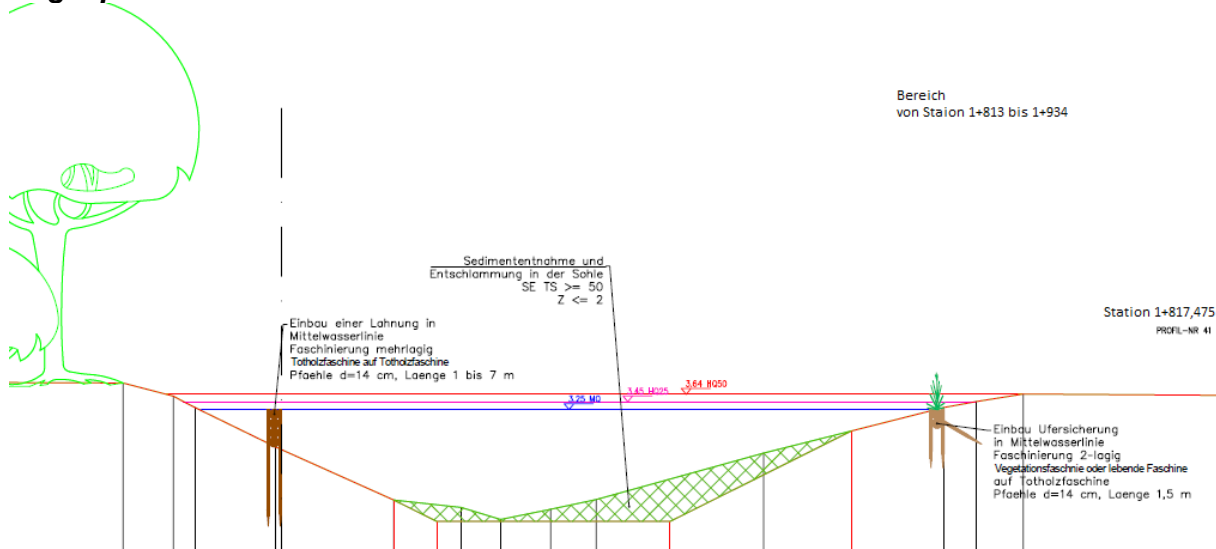 Bereich
von Staion 1+813 bis 1+934
Sedimententnahme und
Entschlammung in der Sohle
SE TS >= 50
Z <= 2
Station 1+817,475
PROFIL-NR 41
Einbau einer Lahnung in
Mittelwasserlinie
Faschinierung mehrlagig
Totholzfaschine auf Totholzfaschine
Pfaehle d=14 cm, Laenge 1 bis 7 m
3.64 HQ50
3.45 HQ25
3.25 MQ
Einbau Ufersicherung
in Mittelwasserlinie
Faschinierung 2-lagig
Vegetationsfaschnie oder lebende Faschine
auf Totholzfaschine
Pfaehle d=14 cm, Laenge 1,5 m